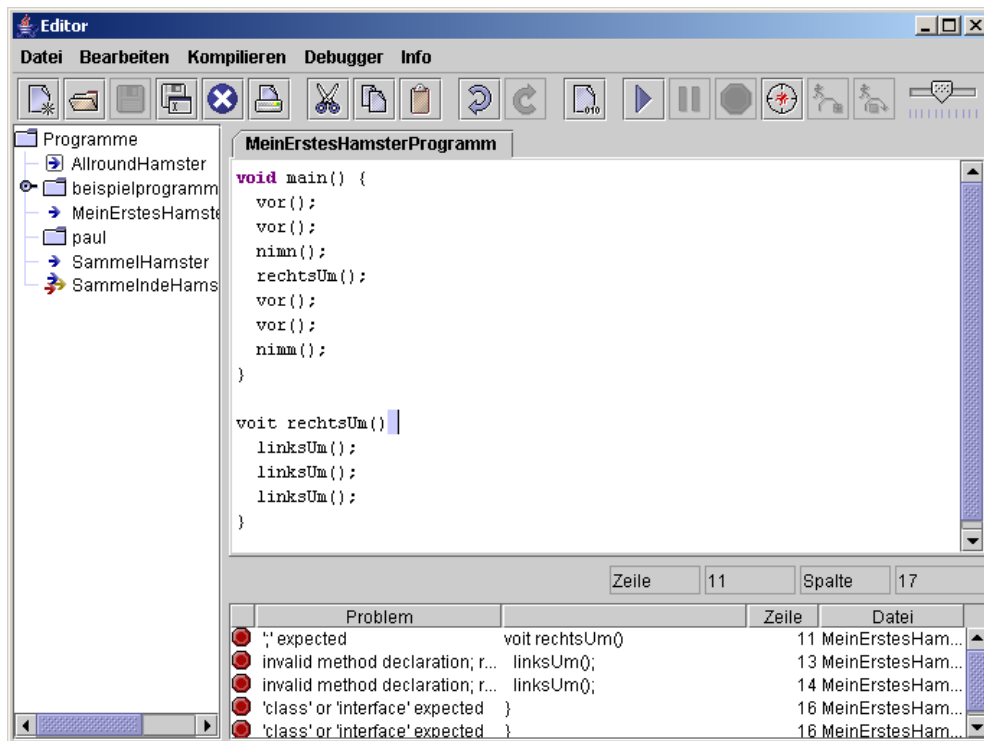 Editor
Datei Bearbeiten Kompilieren Debugger Info
Programme
AllroundHamster
beispielprogramm
MeinErstesHamste
paul
SammelHamster
SammelndeHams
MeinErstesHamsterProgramm
void main() {
vor();
vor();
nimn();
rechtsUm();
vor();
vor();
nimm();
}
voit rechtsUm()
linksUm();
linksUm();
linksUm();
}
Zeile 11 Spalte 17
Problem Zeile Datei
';' expected voit rechtsUm() 11 MeinErstesHam...
invalid method declaration; r... linksUm(); 13 MeinErstesHam...
invalid method declaration; r... linksUm(); 14 MeinErstesHam...
'class' or 'interface' expected } 16 MeinErstesHam...
'class' or 'interface' expected } 16 MeinErstesHam...